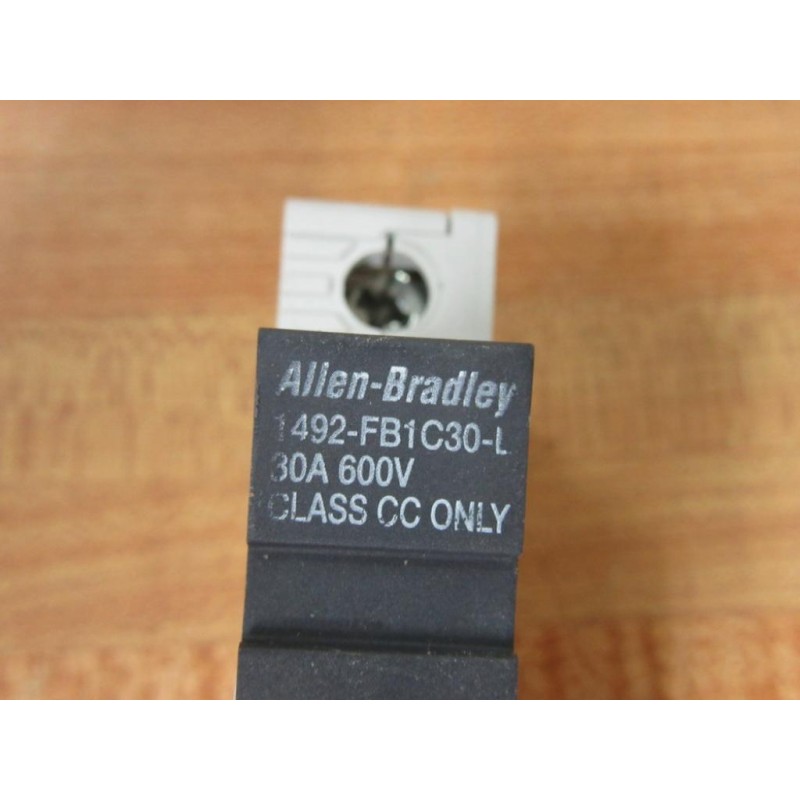 Allen-Bradley
1492-FB1C30-L
30A 600V
CLASS CC ONLY